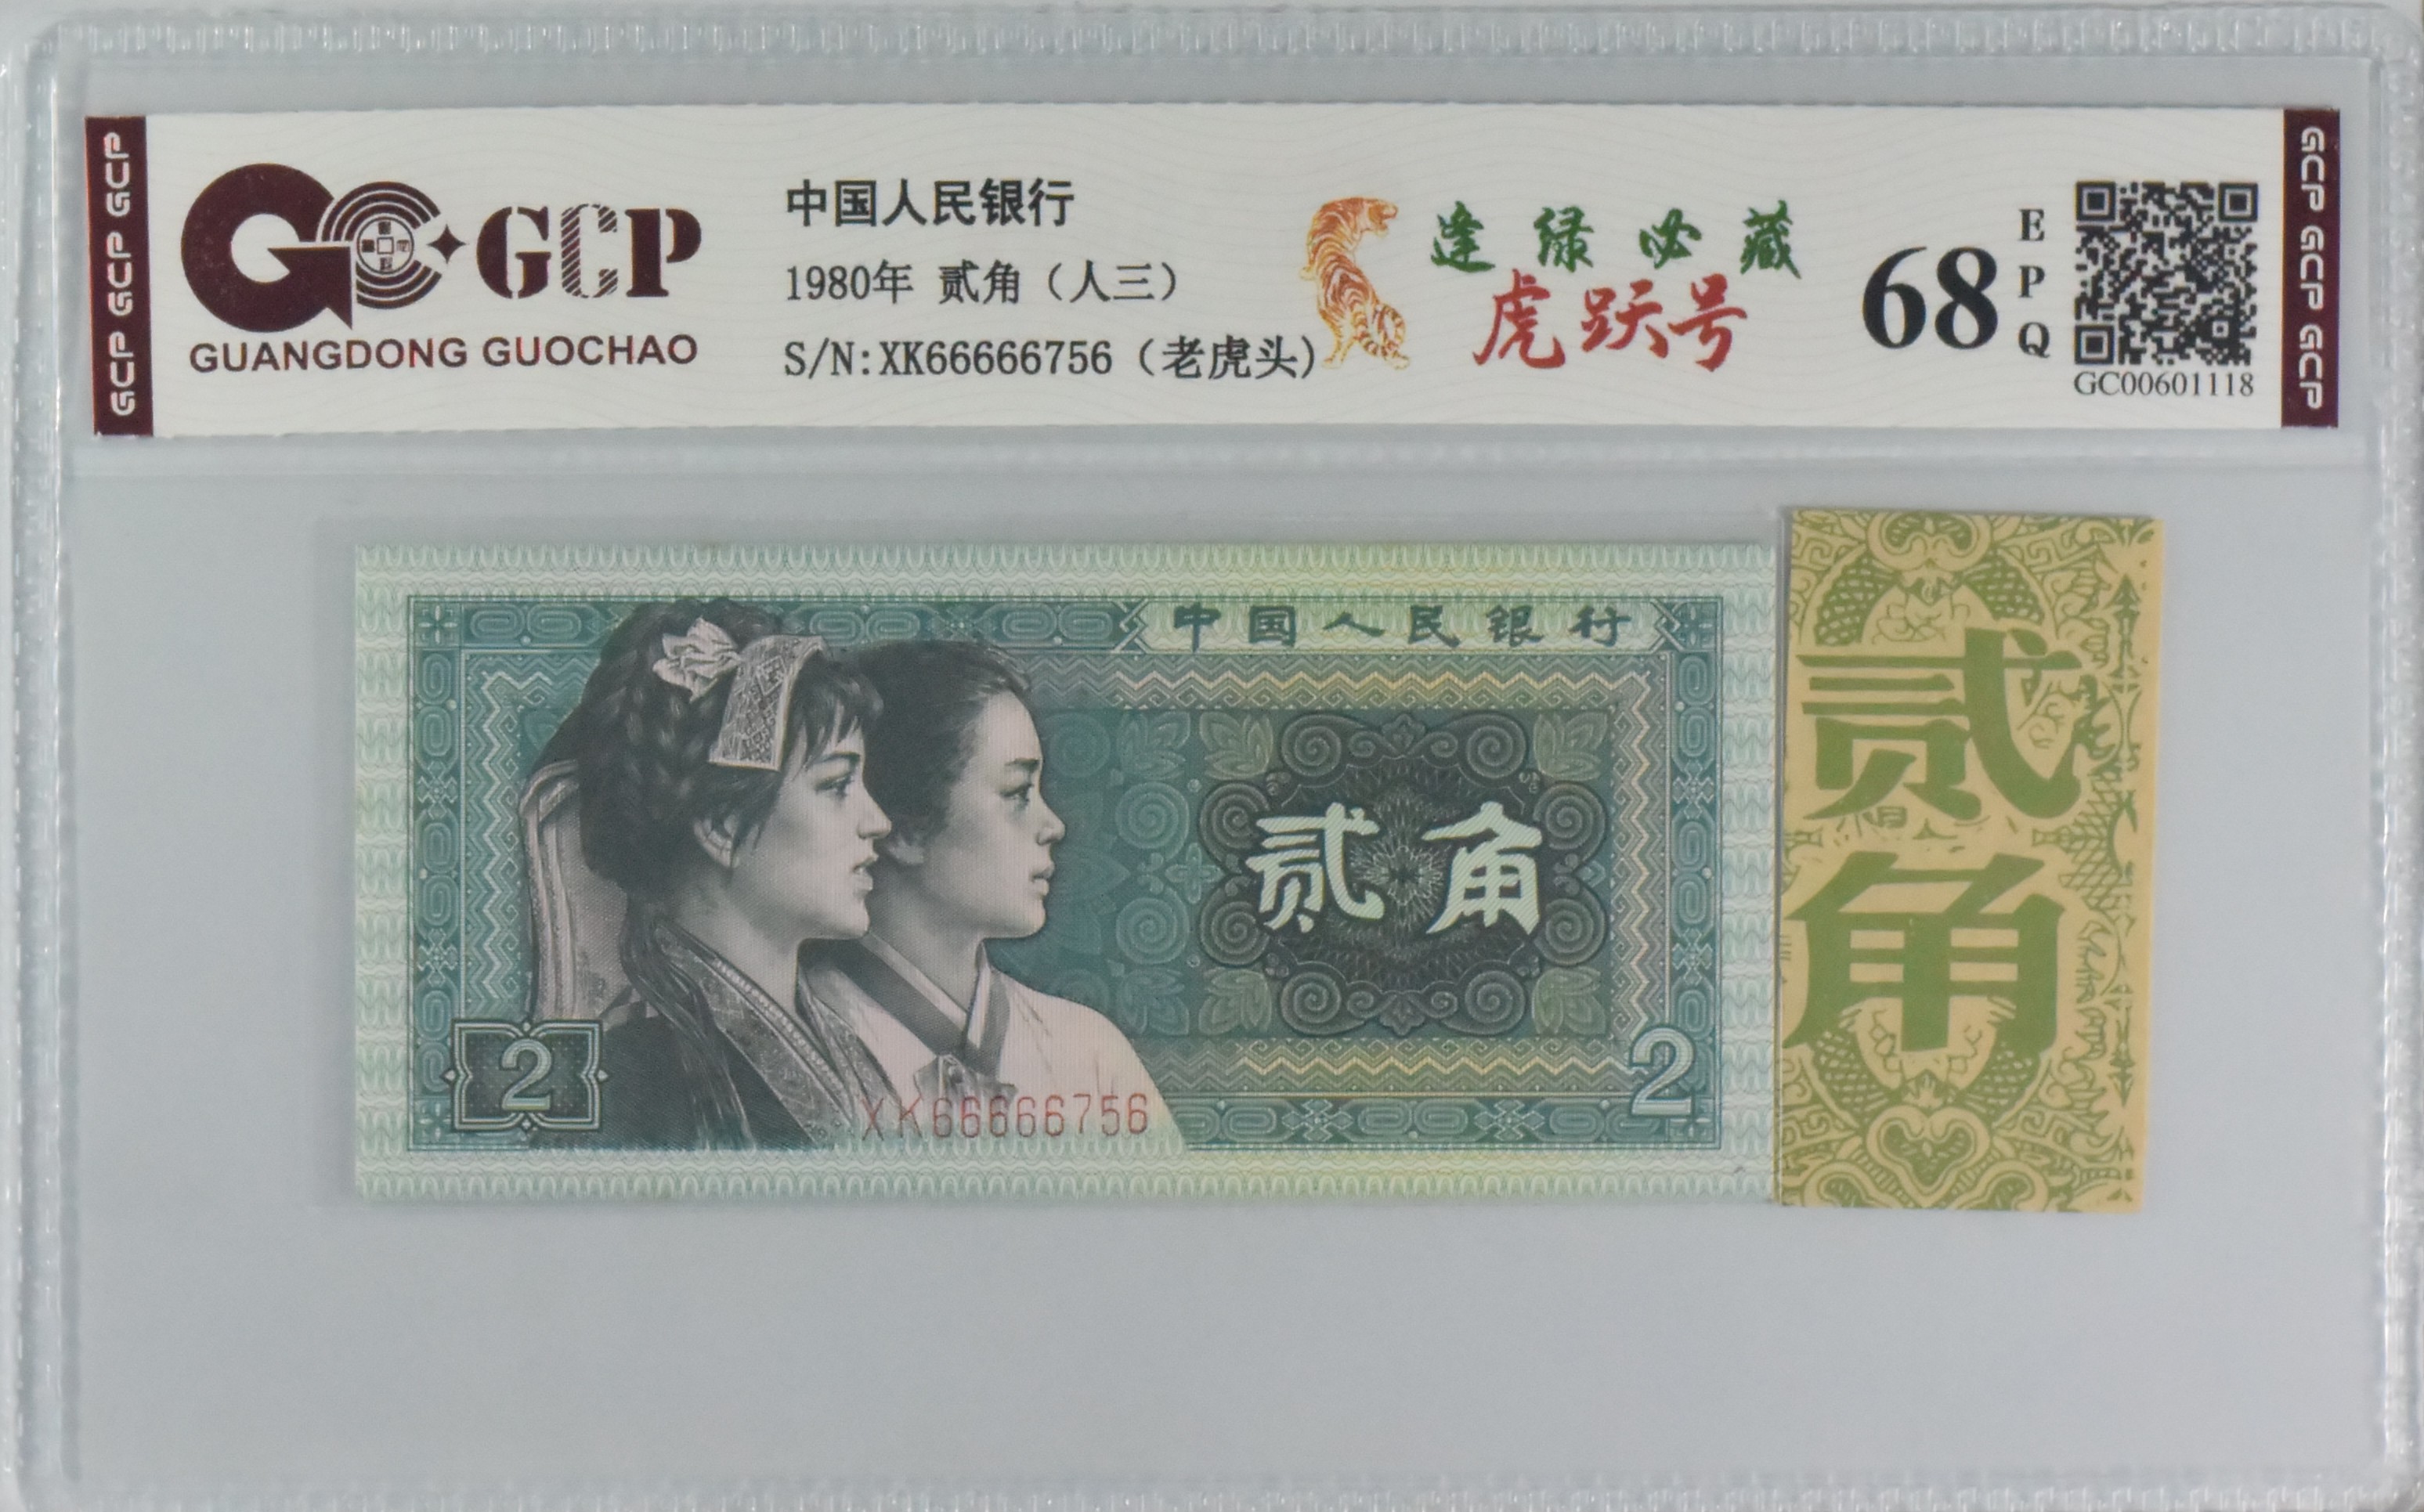 GCP GCP GCP
GCP
GUANGDONG GUOCHAO
中国人民银行
1980年 贰角（人三）
S/N:XK66666756（老虎头）
逢绿必藏
虎跃号
68
EPQ
GC00601118
GCP GCP GCP
中国人民银行
贰角
2
XK66666756
2
贰
角